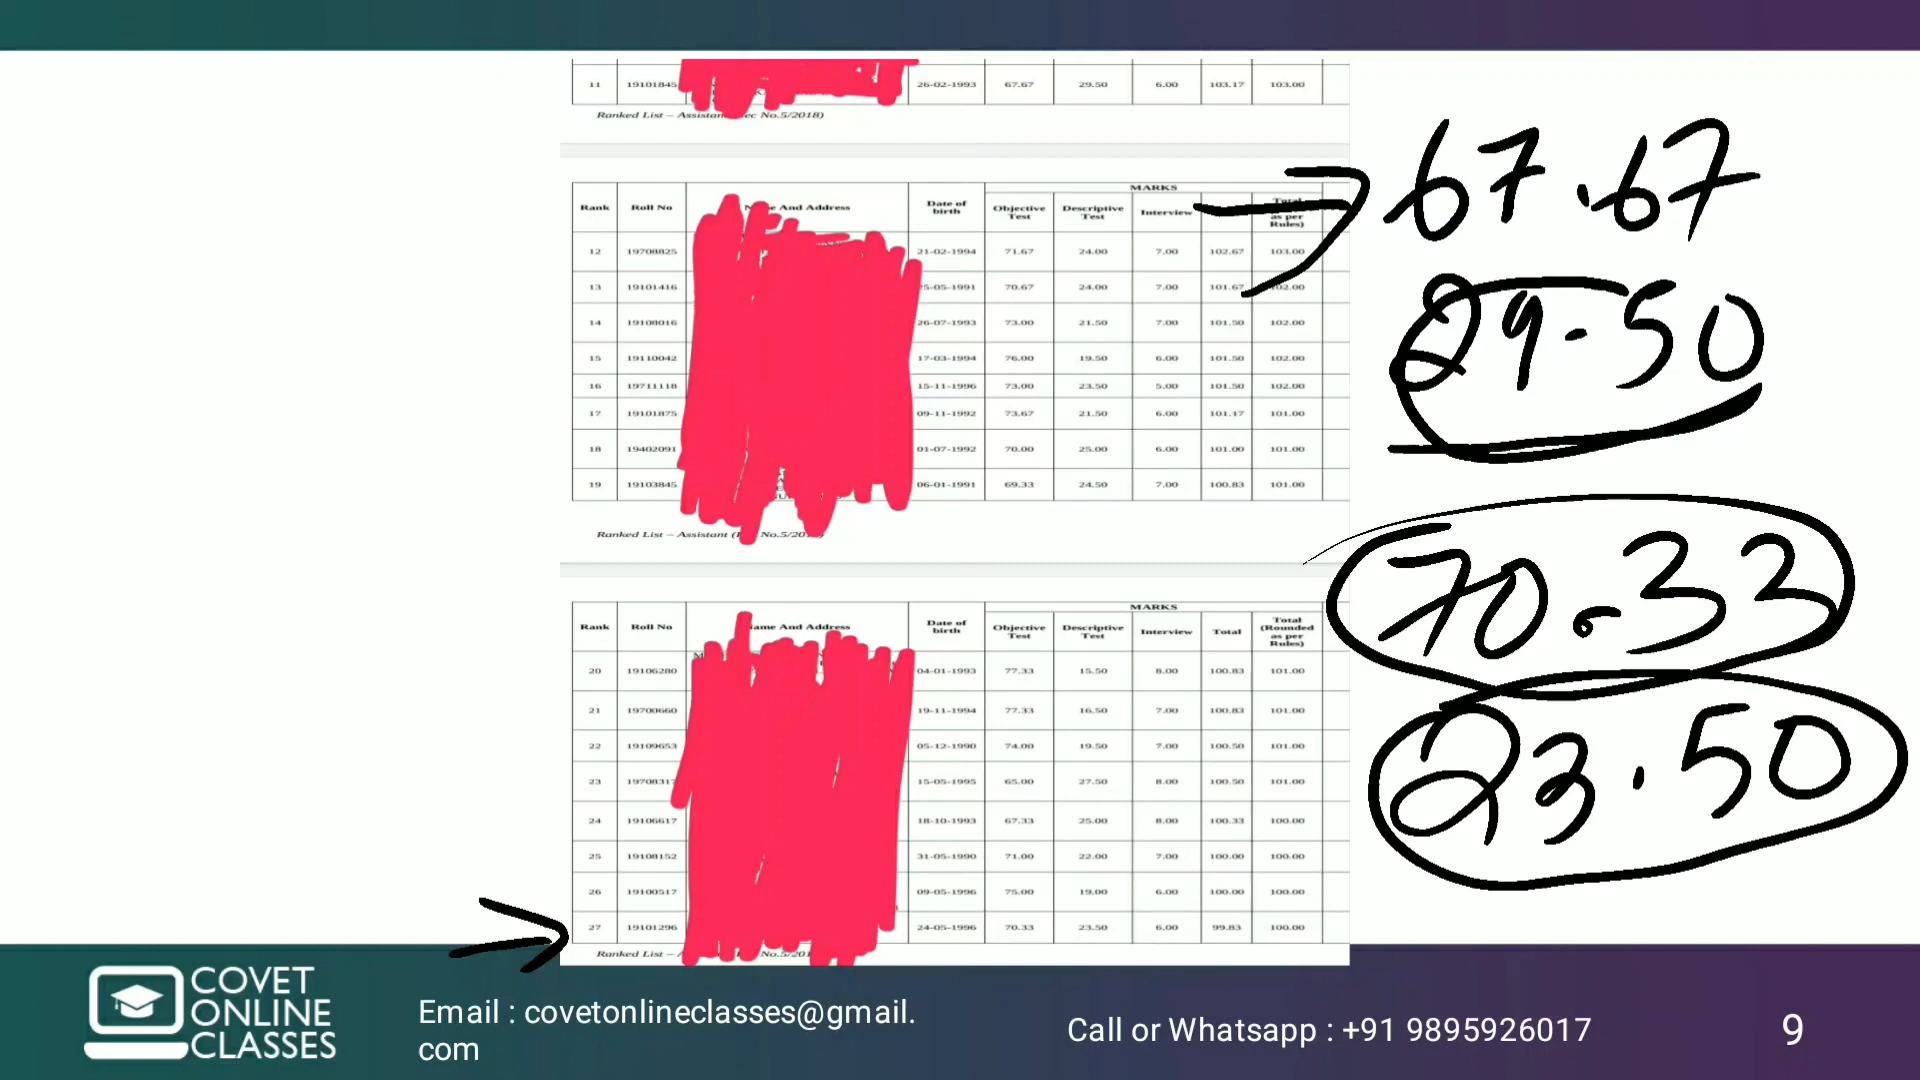 11 19101845 26-02-1993 67.67 29.50 6.00 103.17 103.00
Ranked List – Assistan ec No.5/2018)
MARKS
Rank Roll No N e And Address Date of birth Objective Test Descriptive Test Interview Total as per Rules)
12 19708825 21-02-1994 71.67 24.00 7.00 102.67 103.00
13 19101416 5-05-1991 70.67 24.00 7.00 101.67 102.00
14 19108016 26-07-1993 73.00 21.50 7.00 101.50 102.00
15 19110042 17-03-1994 76.00 19.50 6.00 101.50 102.00
16 19711118 15-11-1996 73.00 23.50 5.00 101.50 102.00
17 19101875 09-11-1992 73.67 21.50 6.00 101.17 101.00
18 19402091 01-07-1992 70.00 25.00 6.00 101.00 101.00
19 19103845 06-01-1991 69.33 24.50 7.00 100.83 101.00
Ranked List – Assistant ( No.5/20
MARKS
Rank Roll No ame And Address Date of birth Objective Test Descriptive Test Interview Total Total (Rounded as per Rules)
20 19106280 04-01-1993 77.33 15.50 8.00 100.83 101.00
21 19700660 19-11-1994 77.33 16.50 7.00 100.83 101.00
22 19109653 05-12-1990 74.00 19.50 7.00 100.50 101.00
23 1970831 15-05-1995 65.00 27.50 8.00 100.50 101.00
24 19106617 18-10-1993 67.33 25.00 8.00 100.33 100.00
25 19108152 31-05-1990 71.00 22.00 7.00 100.00 100.00
26 19100517 09-05-1996 75.00 19.00 6.00 100.00 100.00
27 19101296 24-05-1996 70.33 23.50 6.00 99.83 100.00
Ranked List – No.5/201
67.67
29.50
70.33
23.50
COVET
ONLINE
CLASSES
Email : covetonlineclasses@gmail.
com
Call or Whatsapp : +91 9895926017
9